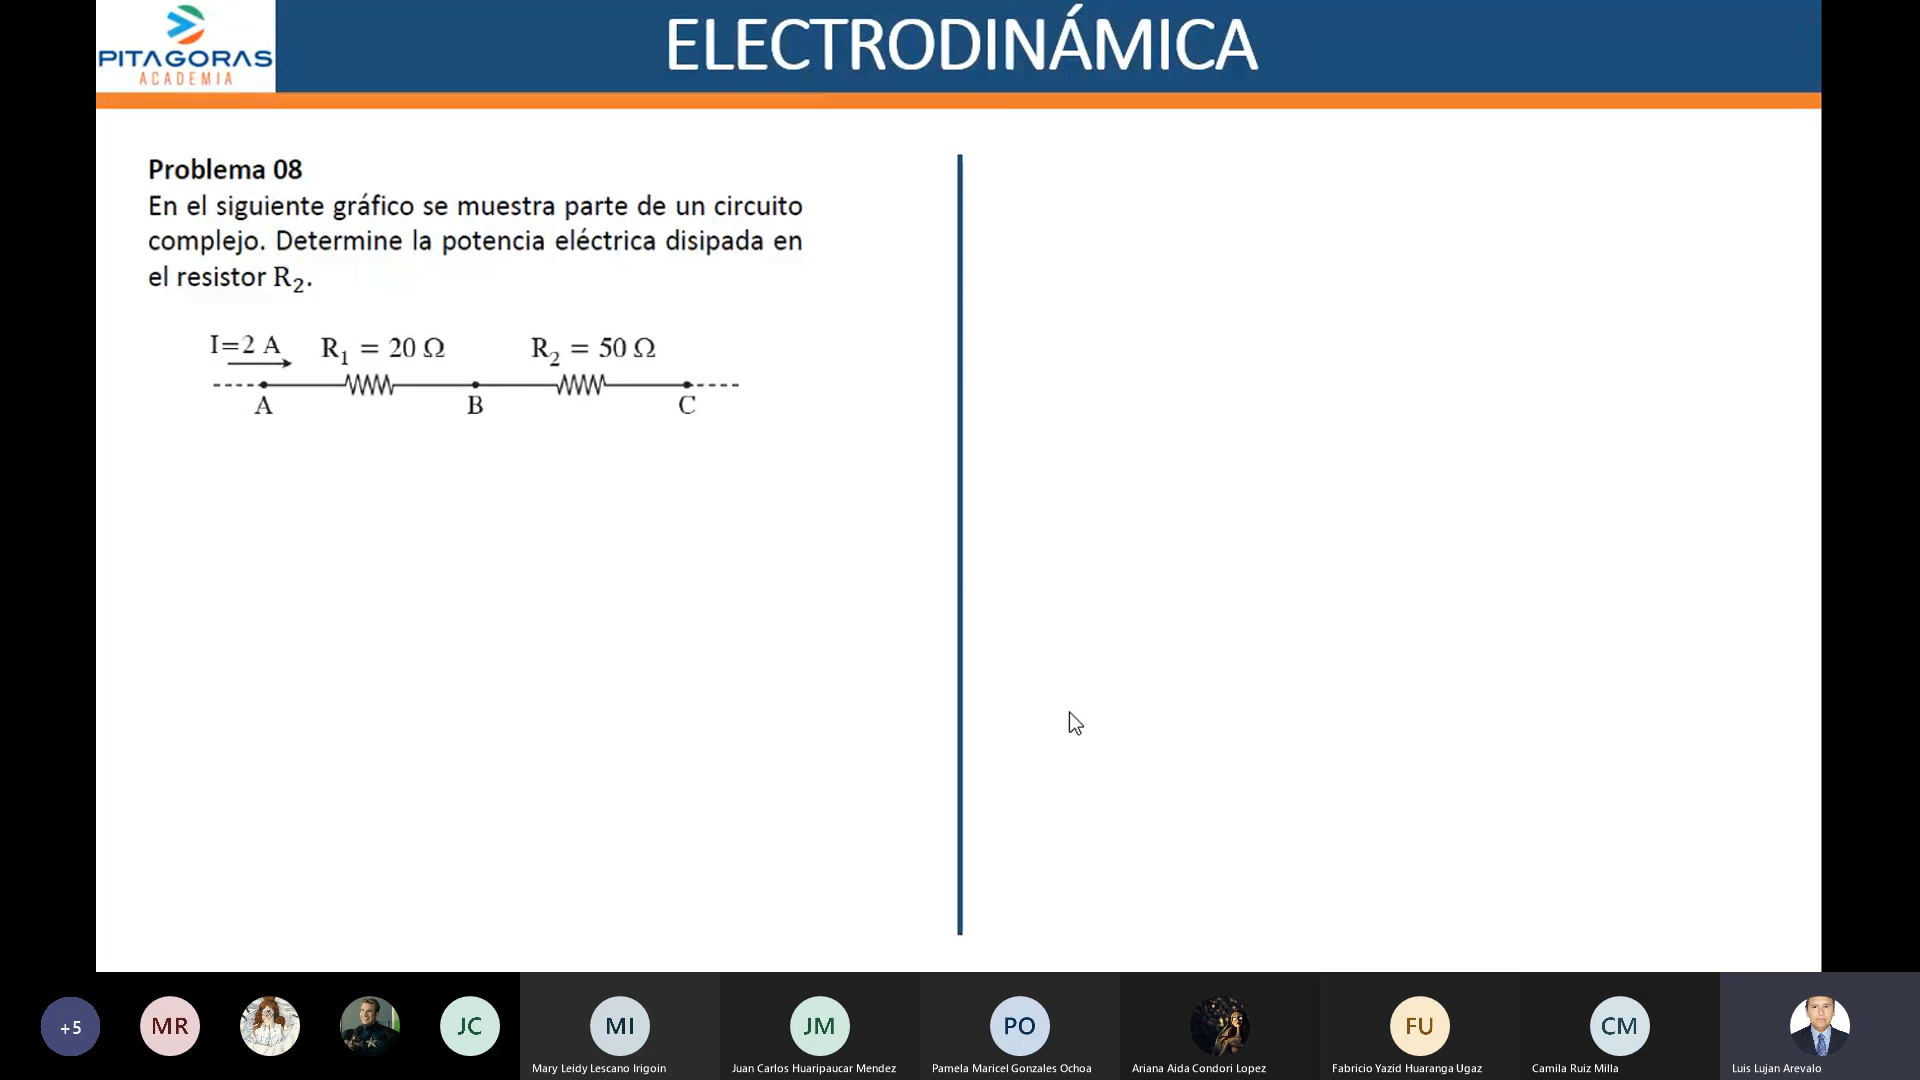 PITAGORAS
ACADEMIA
ELECTRODINÁMICA
Problema 08
En el siguiente gráfico se muestra parte de un circuito
complejo. Determine la potencia eléctrica disipada en
el resistor R₂.
I=2 A R₁ = 20 Ω R₂ = 50 Ω
A B C
+5 MR JC MI JM PO FU CM
Mary Leidy Lescano Irigoin Juan Carlos Huaripaucar Mendez Pamela Maricel Gonzales Ochoa Ariana Aida Condori Lopez Fabricio Yazid Huaranga Ugaz Camila Ruiz Milla Luis Lujan Arevalo